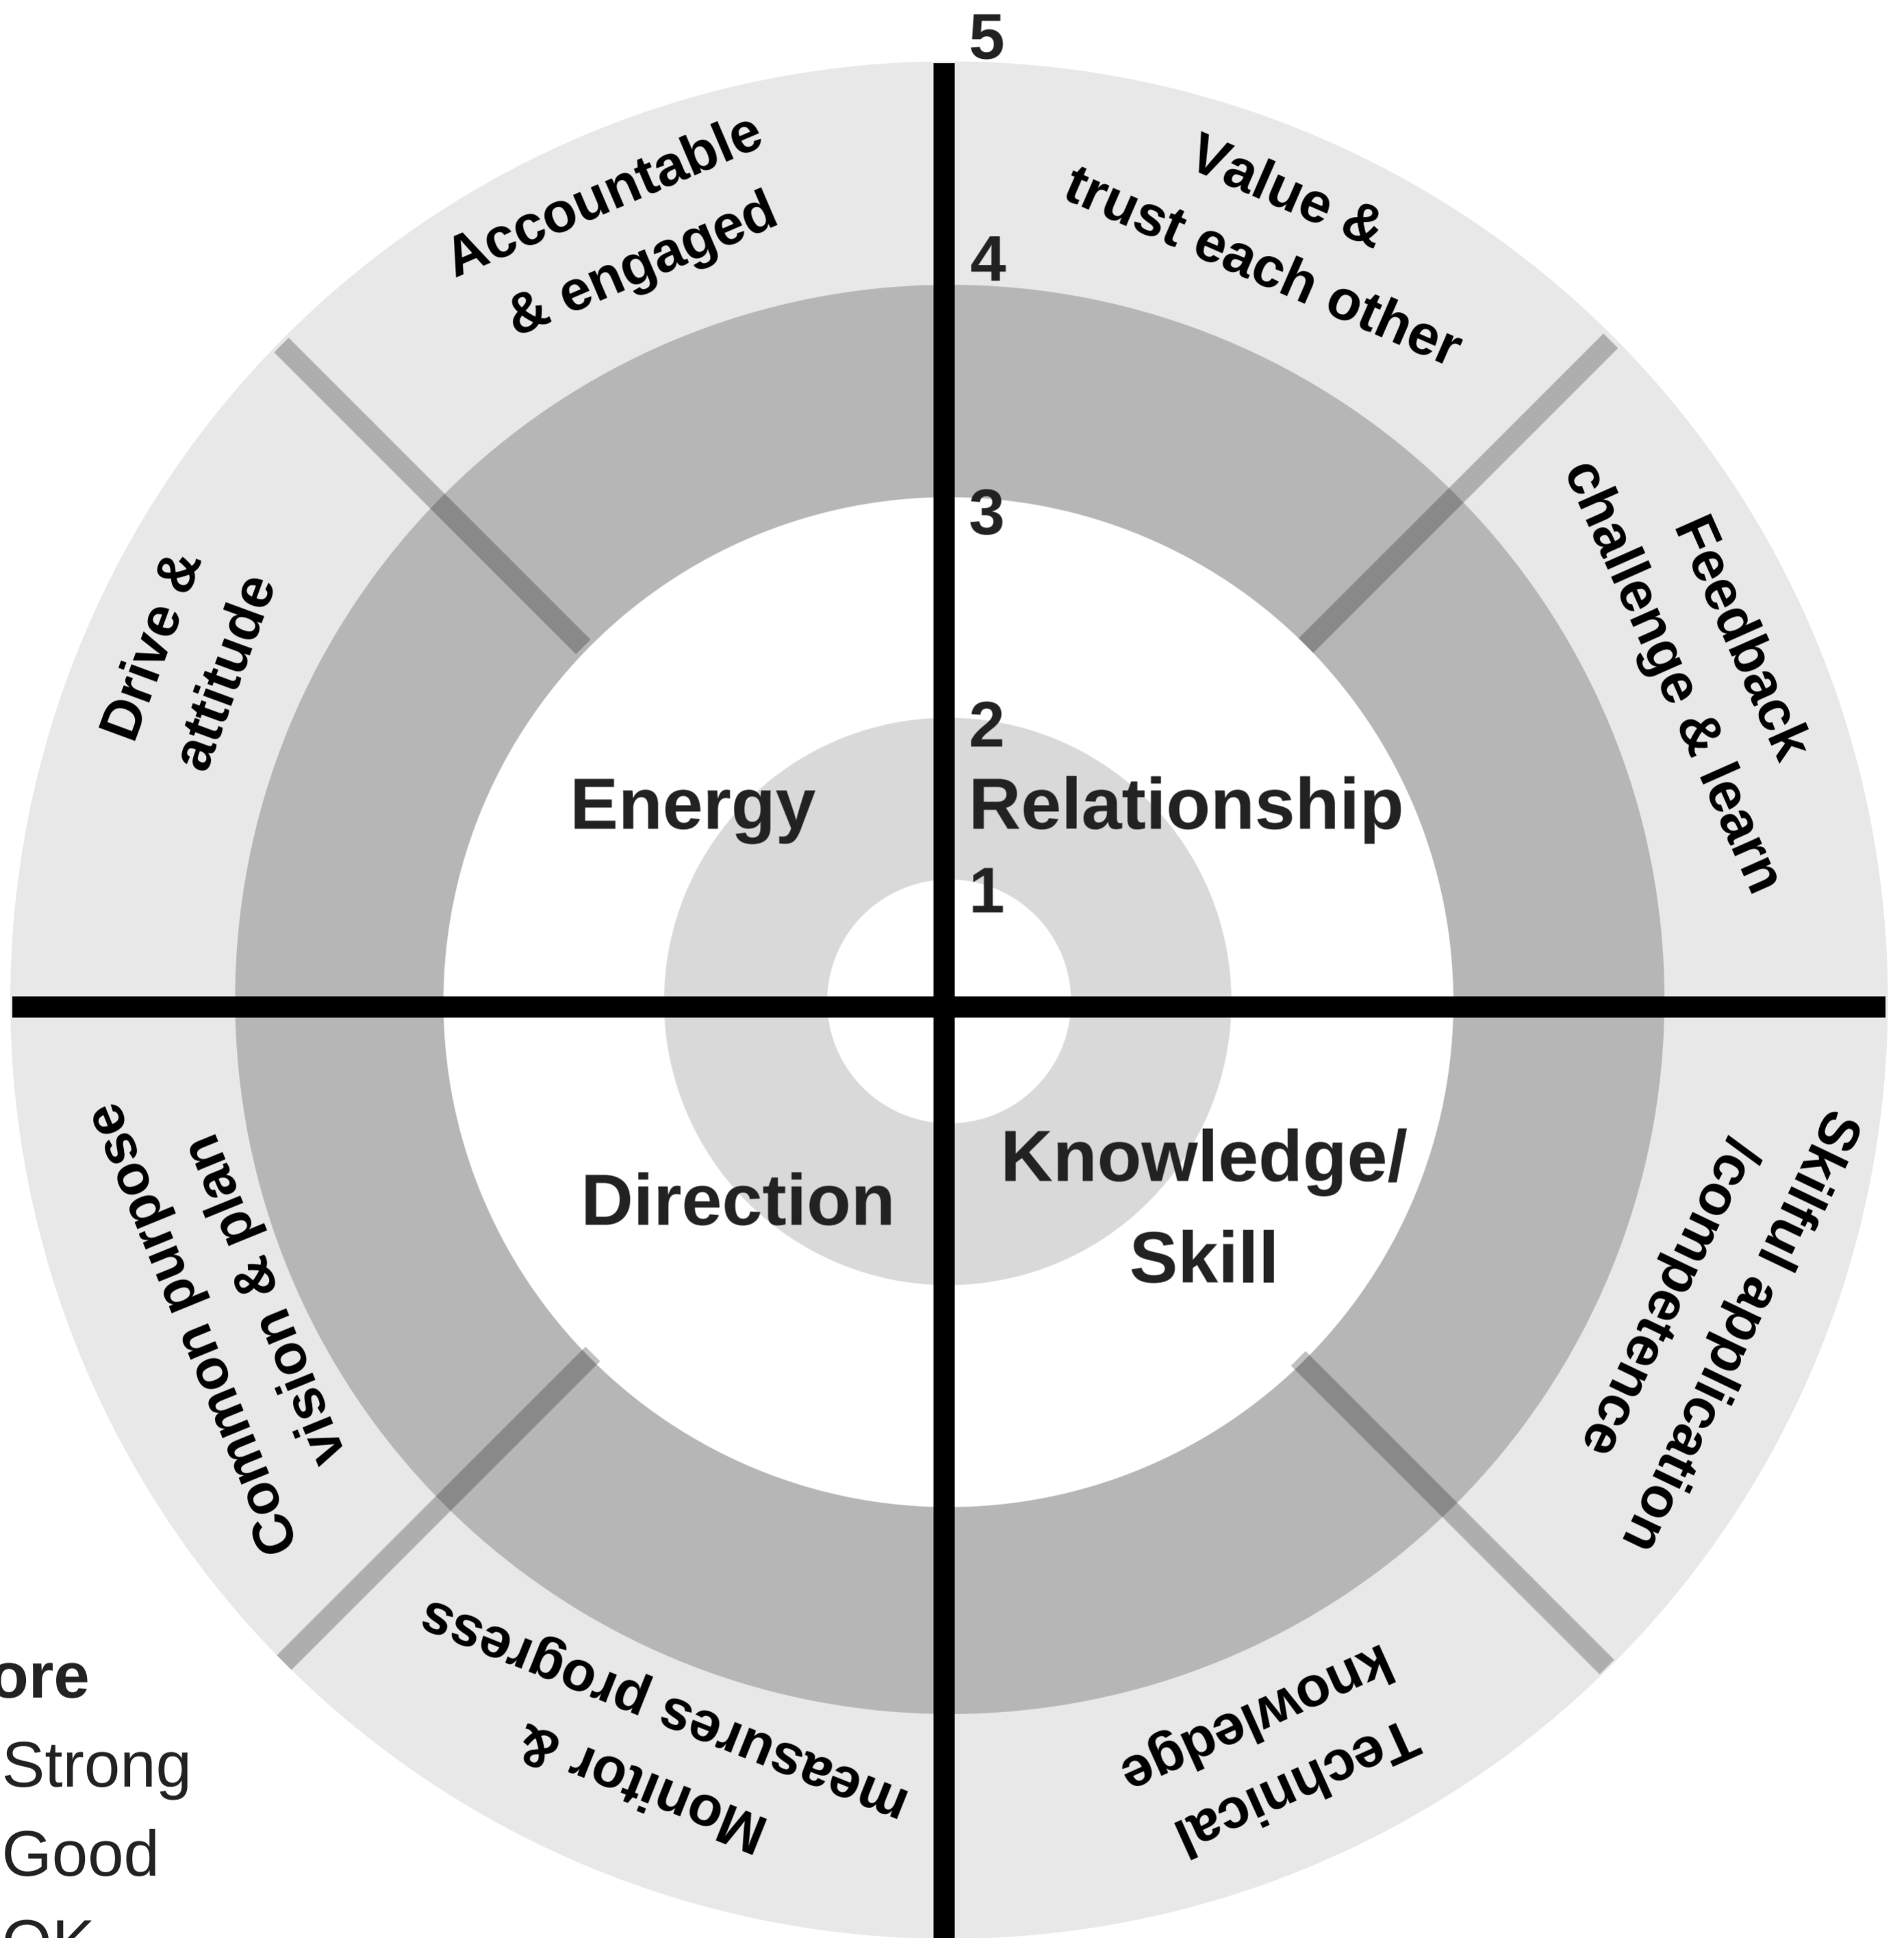 5
Accountable
& engaged
Value &
trust each other
4
3
Drive &
attitude
Feedback
challenge & learn
2
Energy
Relationship
1
Knowledge/
Skill
Direction
Common purpose
vision & plan
Skilful application
/competence
Monitor &
measures progress
Technical
knowledge
ore
Strong
Good
OK